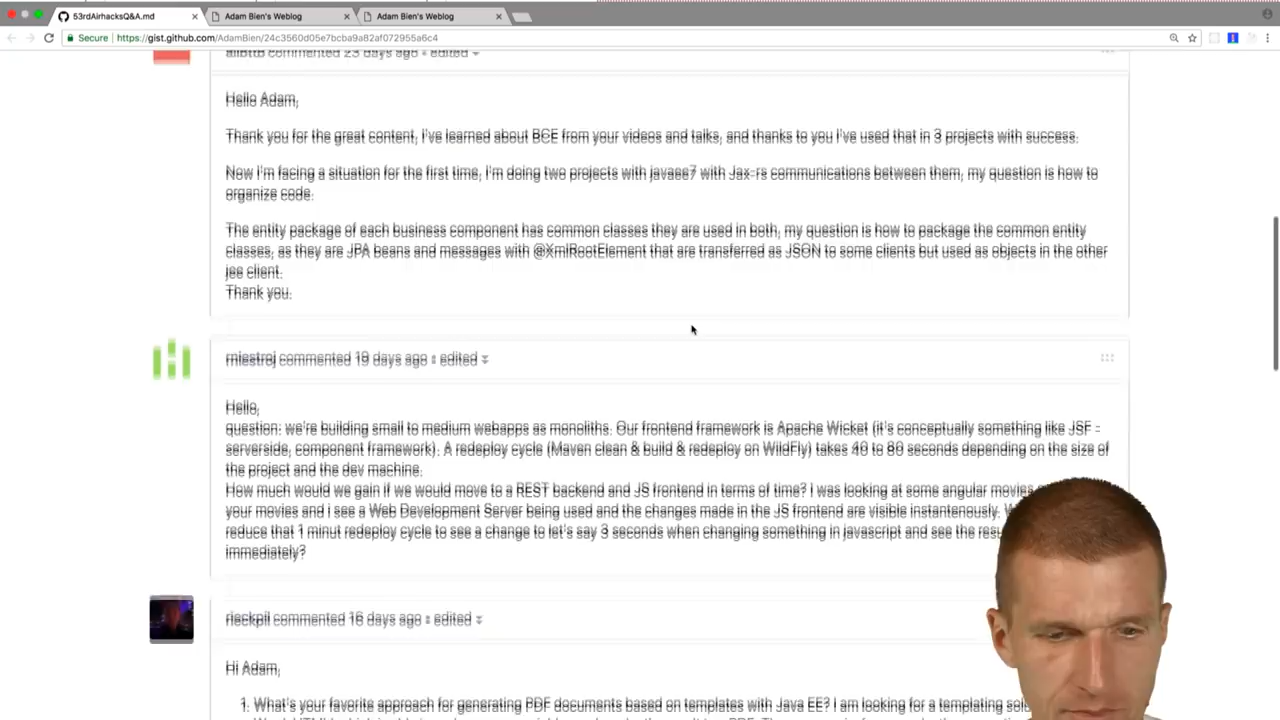 53rdAirhacksQ&A.md
Adam Bien's Weblog
Adam Bien's Weblog
Secure
https://gist.github.com/AdamBien/24c3560d05e7bcba9a82af072955a6c4
commented 23 days ago • edited
Hello Adam,
Thank you for the great content, I've learned about BCE from your videos and talks, and thanks to you I've used that in 3 projects with success.
Now I'm facing a situation for the first time, I'm doing two projects with javaee7 with Jax-rs communications between them, my question is how to
organize code.
The entity package of each business component has common classes they are used in both, my question is how to package the common entity
classes, as they are JPA beans and messages with @XmlRootElement that are transferred as JSON to some clients but used as objects in the other
jee client.
Thank you.
rniestroj commented 19 days ago • edited
Hello,
question: we're building small to medium webapps as monoliths. Our frontend framework is Apache Wicket (it's conceptually something like JSF -
serverside, component framework). A redeploy cycle (Maven clean & build & redeploy on WildFly) takes 40 to 80 seconds depending on the size of
the project and the dev machine.
How much would we gain if we would move to a REST backend and JS frontend in terms of time? I was looking at some angular movies
your movies and i see a Web Development Server being used and the changes made in the JS frontend are visible instantenously.
reduce that 1 minut redeploy cycle to see a change to let's say 3 seconds when changing something in javascript and see the
immediately?
rieckpil commented 16 days ago • edited
Hi Adam,
1. What's your favorite approach for generating PDF documents based on templates with Java EE? I am looking for a templating